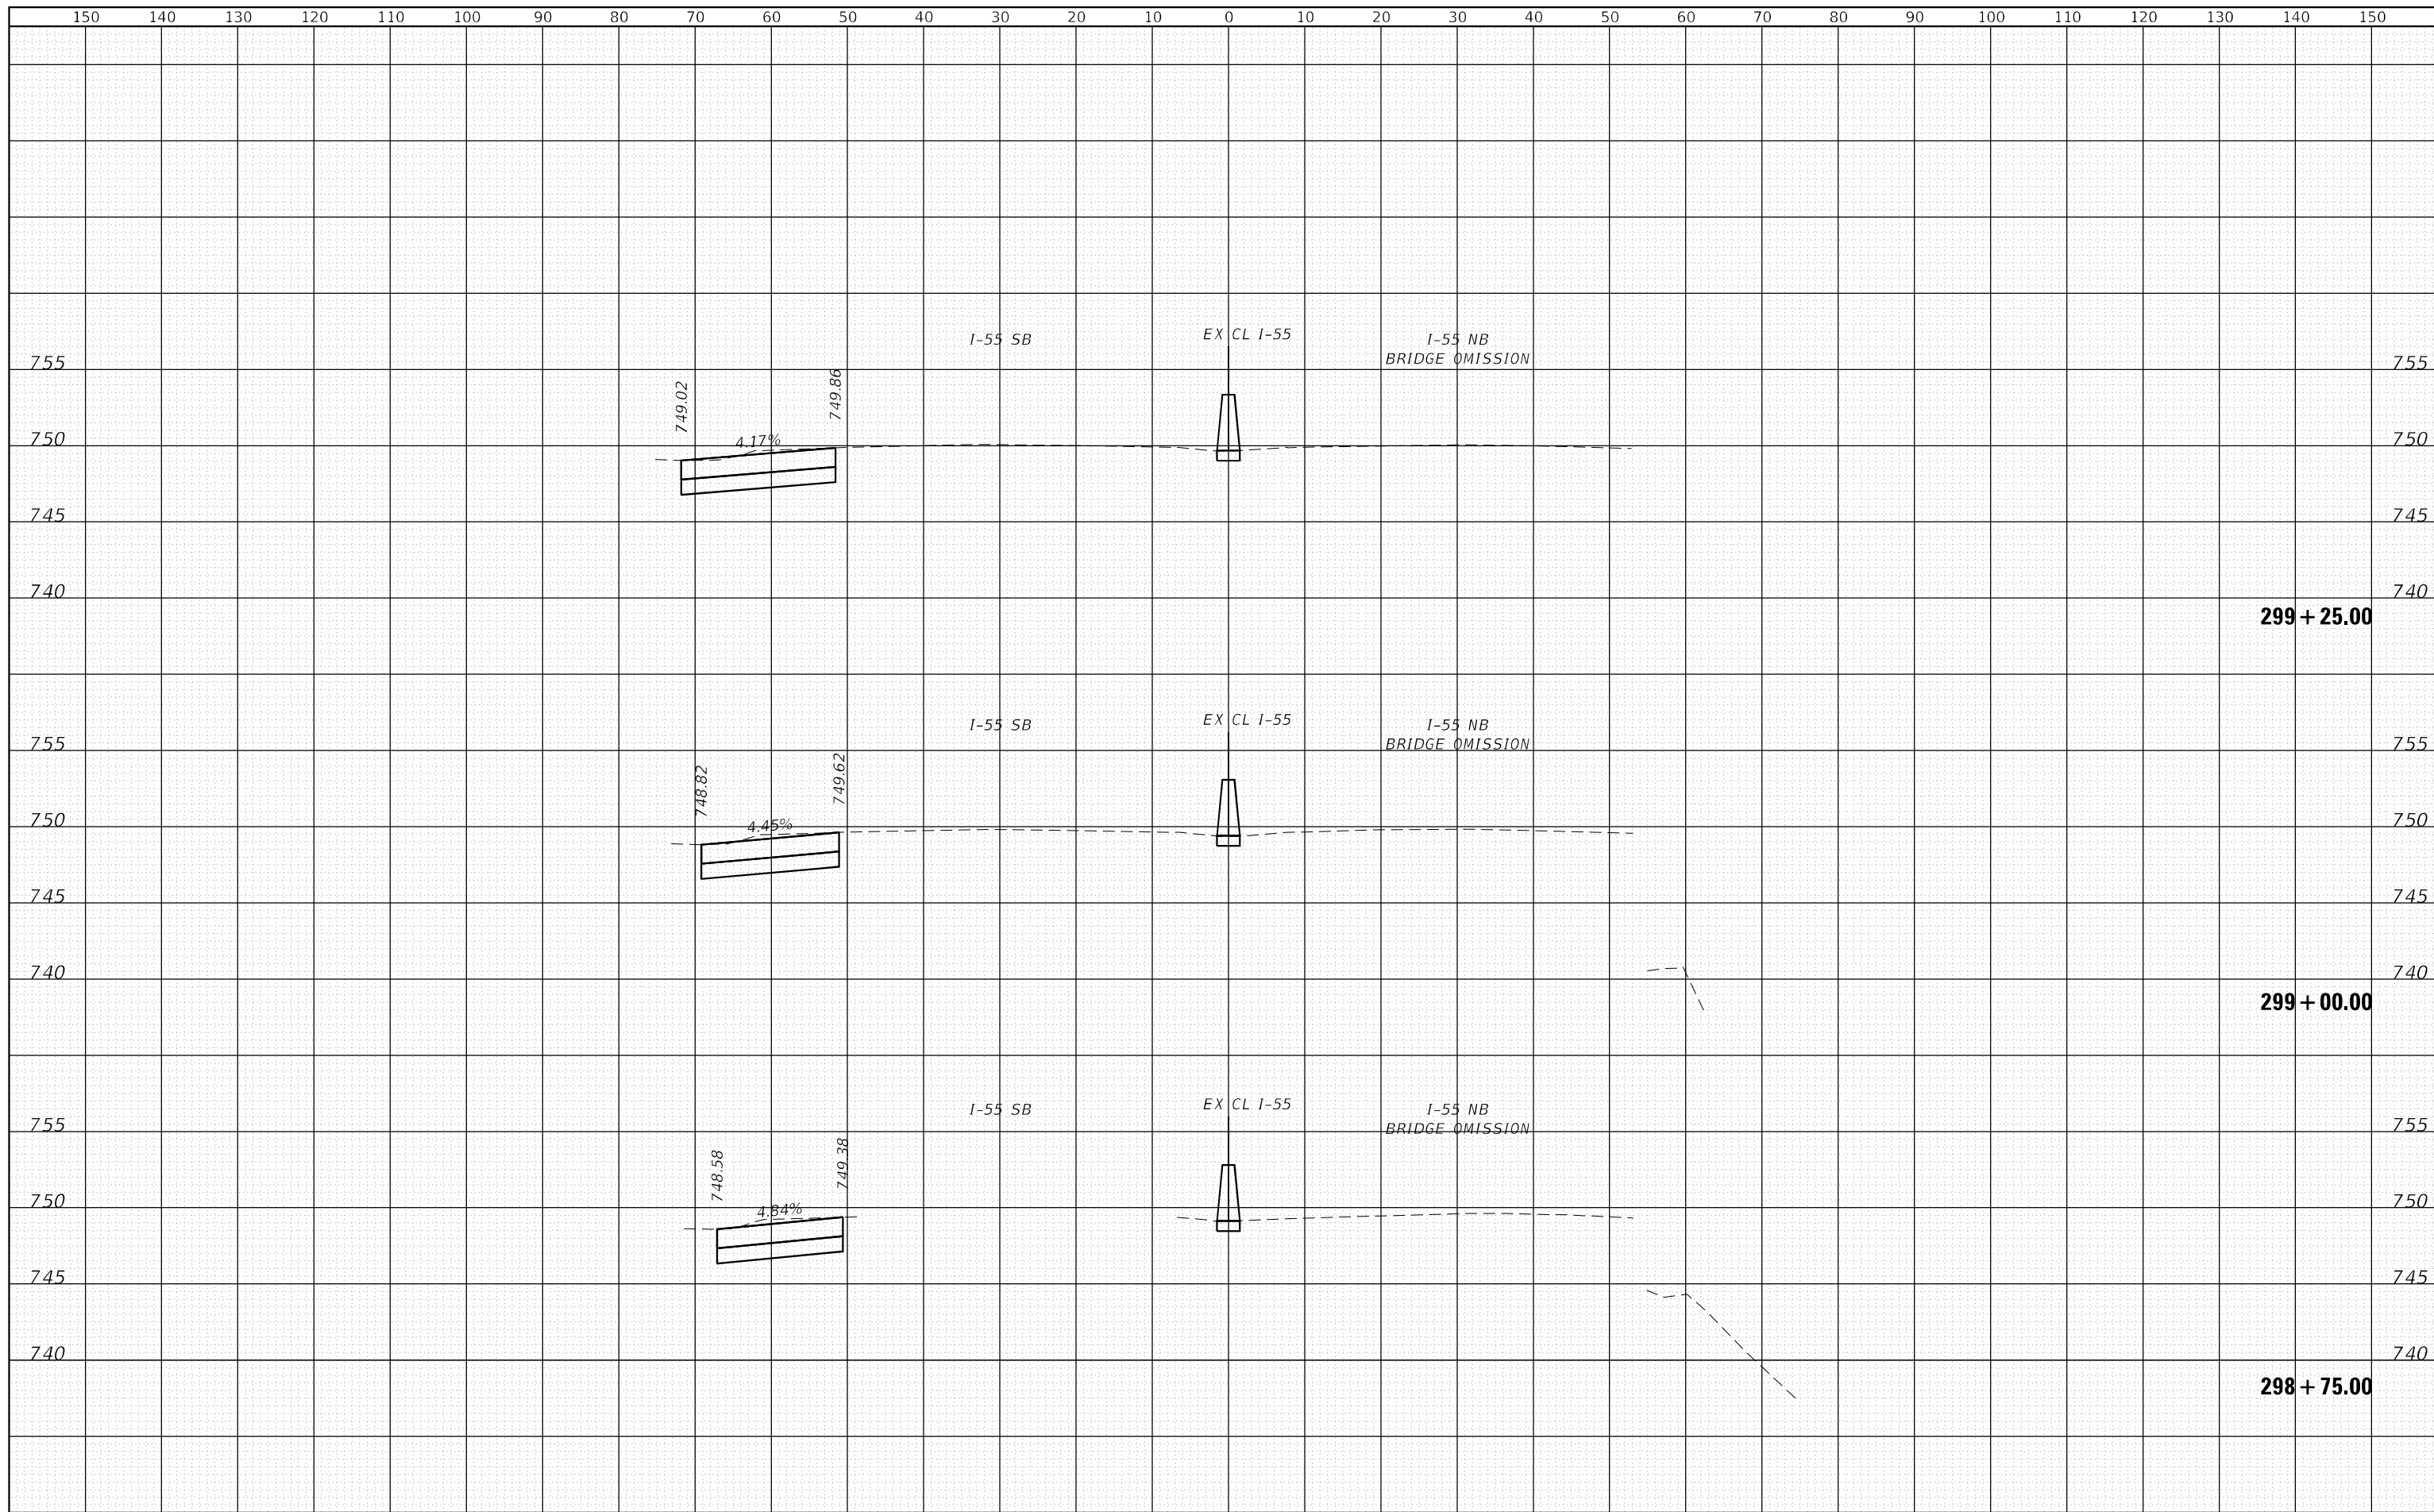 150 140 130 120 110 100 90 80 70 60 50 40 30 20 10 0 10 20 30 40 50 60 70 80 90 100 110 120 130 140 150
I-55 SB
EX CL I-55
I-55 NB
BRIDGE OMISSION
755
755
749.02
749.86
4.17%
750
750
745
745
740
740
299+25.00
I-55 SB
EX CL I-55
I-55 NB
BRIDGE OMISSION
755
755
748.82
749.62
4.45%
750
750
745
745
740
740
299+00.00
I-55 SB
EX CL I-55
I-55 NB
BRIDGE OMISSION
755
755
748.58
749.38
4.84%
750
750
745
745
740
740
298+75.00